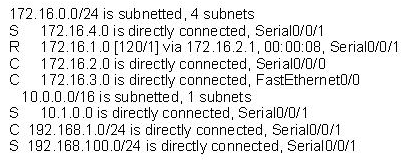 172.16.0.0/24 is subnetted, 4 subnets
S 172.16.4.0 is directly connected, Serial0/0/1
R 172.16.1.0 [120/1] via 172.16.2.1, 00:00:08, Serial0/0/1
C 172.16.2.0 is directly connected, Serial0/0/0
C 172.16.3.0 is directly connected, FastEthernet0/0
10.0.0.0/16 is subnetted, 1 subnets
S 10.1.0.0 is directly connected, Serial0/0/1
C 192.168.1.0/24 is directly connected, Serial0/0/1
S 192.168.100.0/24 is directly connected, Serial0/0/1